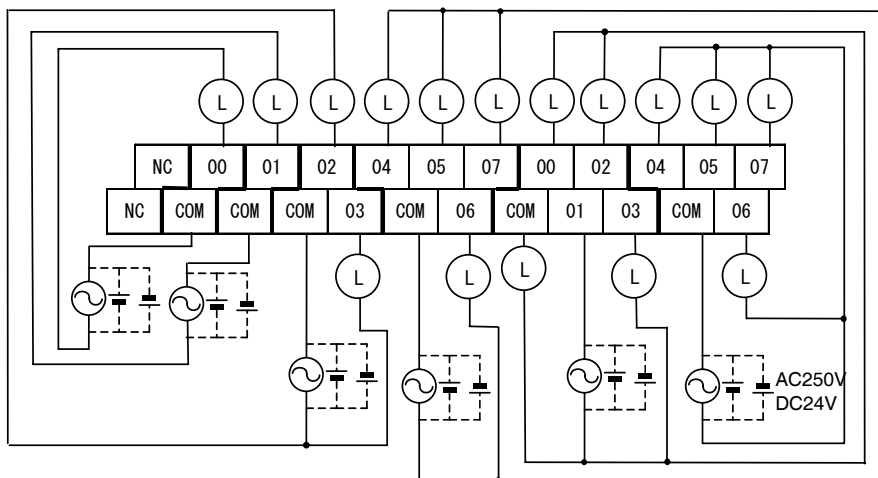 L L L L L L L L L L L
NC 00 01 02 04 05 07 00 02 04 05 07
NC COM COM COM 03 COM 06 COM 01 03 COM 06
L L L L L
AC250V
DC24V